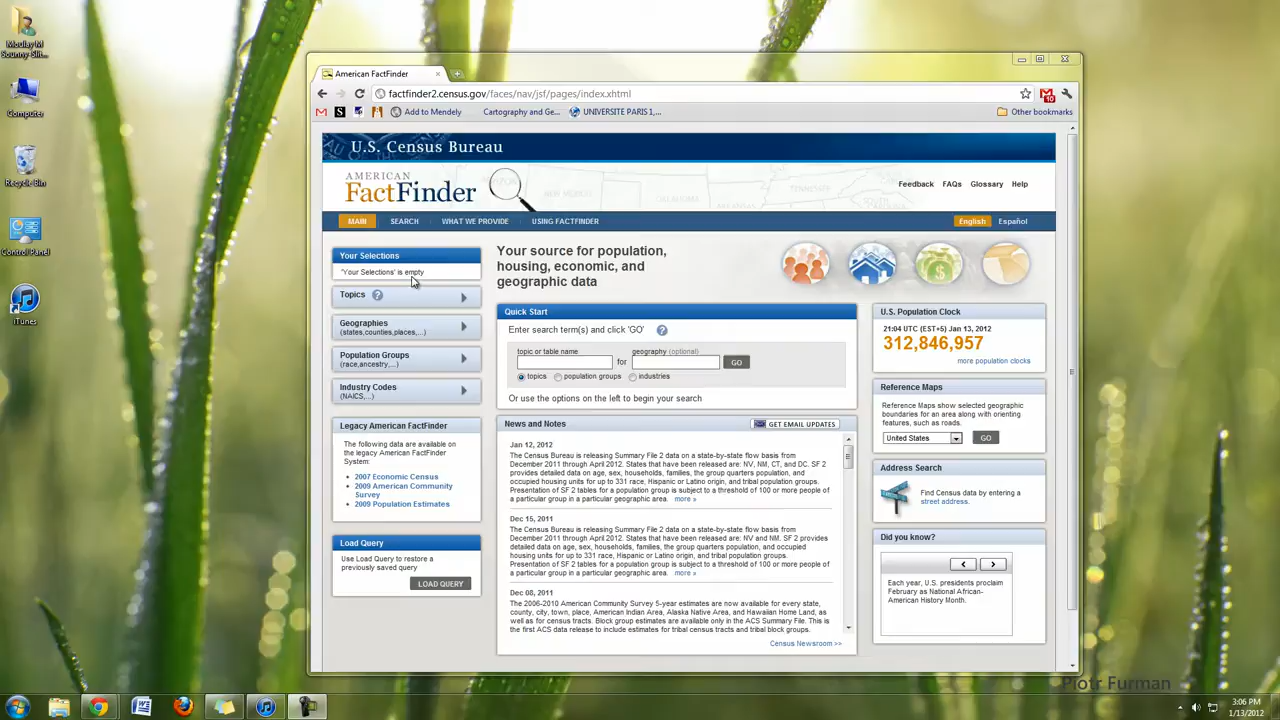 Computer
Recycle Bin
Control Panel
iTunes
American FactFinder
factfinder2.census.gov/faces/nav/jsf/pages/index.xhtml
10
Add to Mendely
Cartography and Ge...
UNIVERSITE PARIS 1,...
Other bookmarks
U.S. Census Bureau
AMERICAN
FactFinder
Feedback FAQs Glossary Help
MAIN SEARCH WHAT WE PROVIDE USING FACTFINDER English Español
Your Selections
'Your Selections' is empty
Topics ?
Geographies
(states,counties,places,...)
Population Groups
(race,ancestry,...)
Industry Codes
(NAICS,...)
Legacy American FactFinder
The following data are available on
the legacy American FactFinder
System:
2007 Economic Census
2009 American Community
Survey
2009 Population Estimates
Load Query
Use Load Query to restore a
previously saved query
LOAD QUERY
Your source for population,
housing, economic, and
geographic data
Quick Start
Enter search term(s) and click 'GO' ?
topic or table name
for
geography (optional)
GO
topics population groups industries
Or use the options on the left to begin your search
News and Notes
GET EMAIL UPDATES
Jan 12, 2012
The Census Bureau is releasing Summary File 2 data on a state-by-state flow basis from
December 2011 through April 2012. States that have been released are: NV, NM, CT, and DC. SF 2
provides detailed data on age, sex, households, families, the group quarters population, and
occupied housing units for up to 331 race, Hispanic or Latino origin, and tribal population groups.
Presentation of SF 2 tables for a population is subject to a threshold of 100 or more people of
a particular group in a particular geographic area. more »
Dec 15, 2011
The Census Bureau is releasing Summary File 2 data on a state-by-state flow basis from
December 2011 through April 2012. States that have been released are: NV and NM. SF 2 provides
detailed data on age, sex, households, families, the group quarters population, and occupied
housing units for up to 331 race, Hispanic or Latino origin, and tribal population groups.
Presentation of SF 2 tables for a population is subject to a threshold of 100 or more people of
a particular group in a particular geographic area. more »
Dec 08, 2011
The 2006-2010 American Community Survey 5-year estimates are now available for every state,
county, city, town, place, American Indian Area, Alaska Native Area, and Hawaiian Home Land, as
well as for census tracts. Block group estimates are available only in the ACS Summary File. This is
the first ACS data release to include estimates for tribal census tracts and tribal block groups.
Census Newsroom >>
U.S. Population Clock
21:04 UTC (EST+5) Jan 13, 2012
312,846,957
more population clocks
Reference Maps
Reference Maps show selected geographic
boundaries for an area along with orienting
features, such as roads.
United States
GO
Address Search
Find Census data by entering a
street address.
Did you know?
Each year, U.S. presidents proclaim
February as National African-
American History Month.
Piotr Furman
3:06 PM
1/13/2012